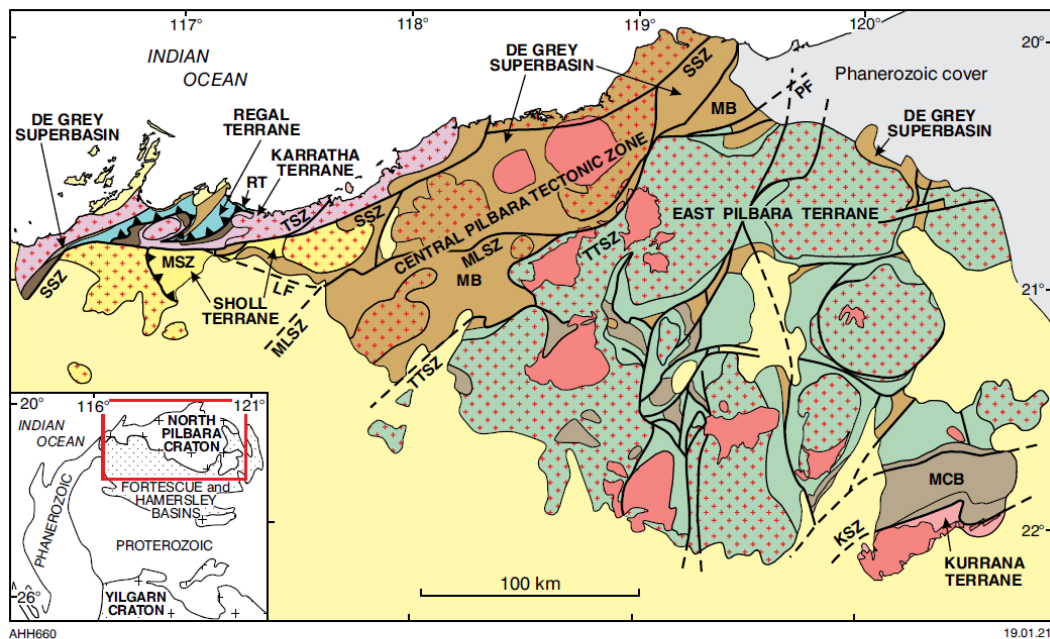 117°
118°
119°
120°
20°
21°
22°
INDIAN
OCEAN
DE GREY
SUPERBASIN
REGAL
TERRANE
KARRATHA
TERRANE
RT
TSZ
SSZ
DE GREY
SUPERBASIN
SSZ
MB
PF
Phanerozoic cover
DE GREY
SUPERBASIN
CENTRAL PILBARA TECTONIC ZONE
MLSZ
MB
TTSZ
EAST PILBARA TERRANE
SSZ
MSZ
SHOLL
TERRANE
LF
MLSZ
TTSZ
MCB
KSZ
KURRANA
TERRANE
100 km
20°
116°
121°
INDIAN
OCEAN
NORTH
PILBARA
CRATON
FORTESCUE and
HAMERSLEY
BASINS
PHANEROZOIC
PROTEROZOIC
26°
YILGARN
CRATON
AHH660
19.01.21